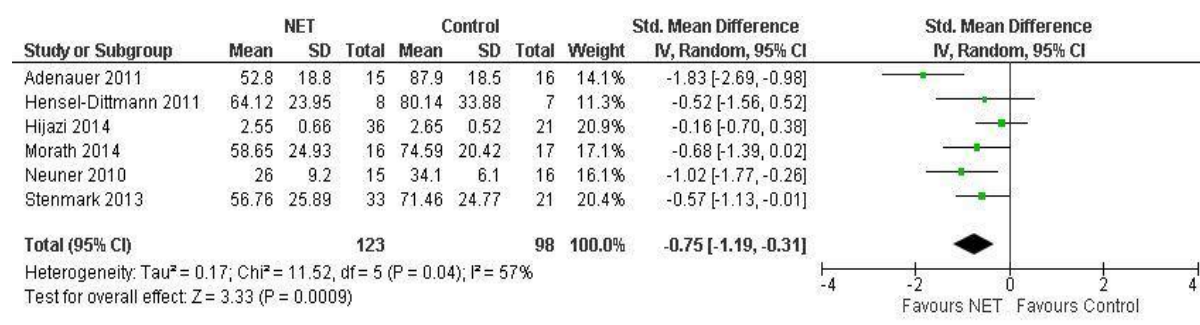 NET Control Std. Mean Difference Std. Mean Difference
Study or Subgroup Mean SD Total Mean SD Total Weight IV, Random, 95% CI IV, Random, 95% CI
Adenauer 2011 52.8 18.8 15 87.9 18.5 16 14.1% -1.83 [-2.69, -0.98]
Hensel-Dittmann 2011 64.12 23.95 8 80.14 33.88 7 11.3% -0.52 [-1.56, 0.52]
Hijazi 2014 2.55 0.66 36 2.65 0.52 21 20.9% -0.16 [-0.70, 0.38]
Morath 2014 58.65 24.93 16 74.59 20.42 17 17.1% -0.68 [-1.39, 0.02]
Neuner 2010 26 9.2 15 34.1 6.1 16 16.1% -1.02 [-1.77, -0.26]
Stenmark 2013 56.76 25.89 33 71.46 24.77 21 20.4% -0.57 [-1.13, -0.01]
Total (95% CI) 123 98 100.0% -0.75 [-1.19, -0.31]
Heterogeneity: Tau² = 0.17; Chi² = 11.52, df = 5 (P = 0.04); I² = 57%
Test for overall effect: Z = 3.33 (P = 0.0009)
-4 -2 0 2 4
Favours NET Favours Control